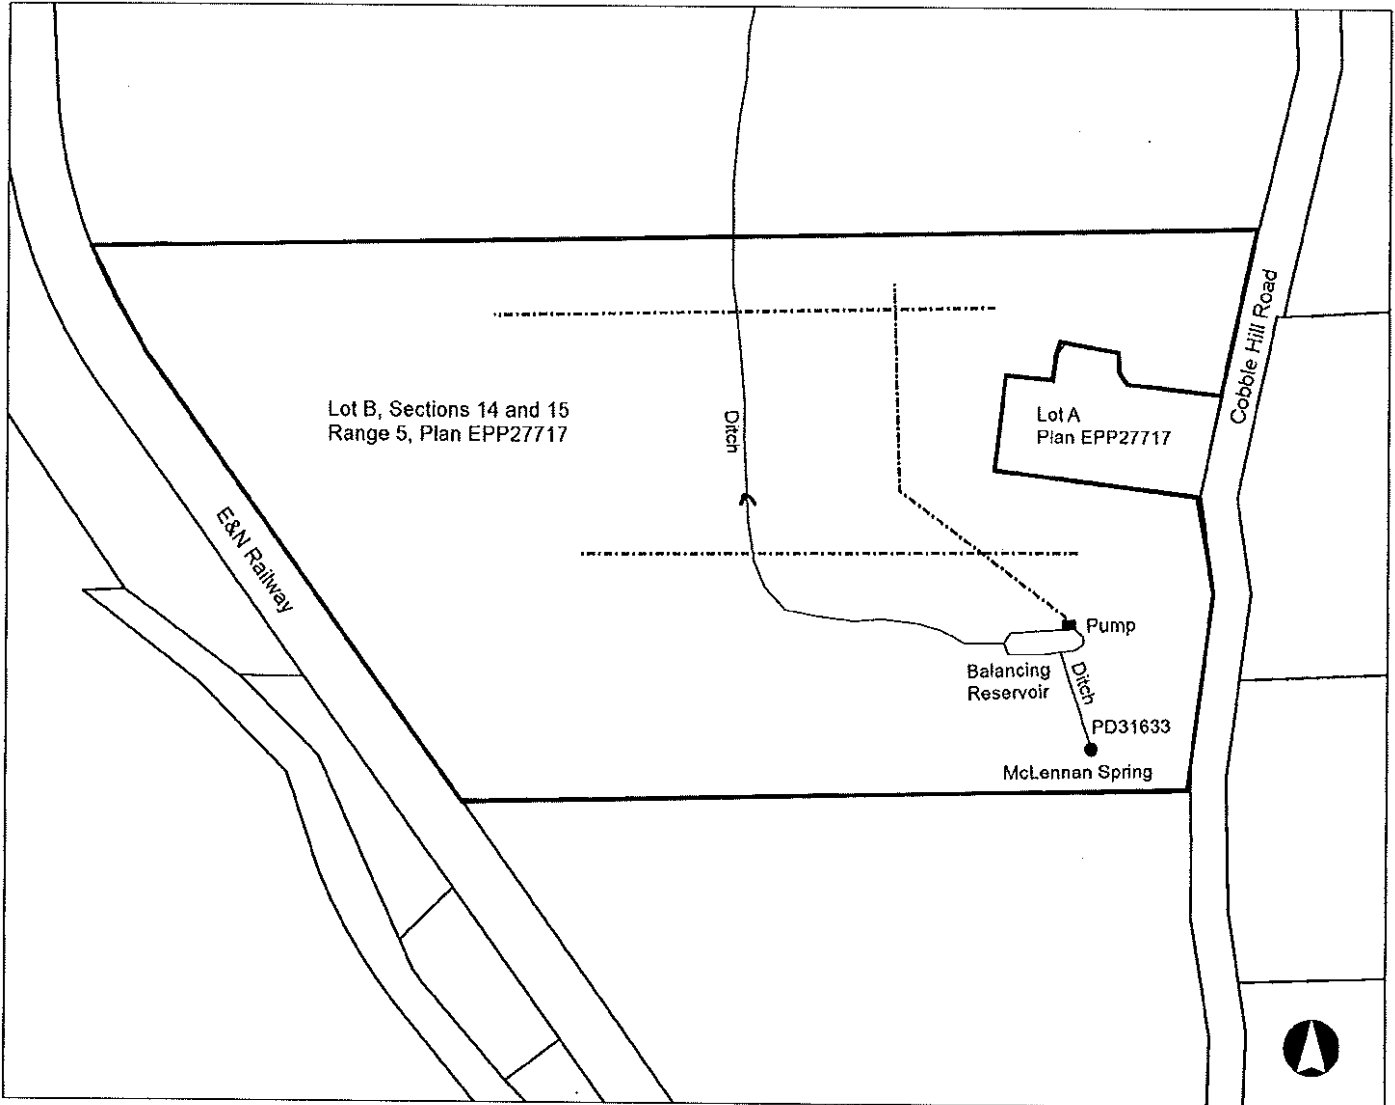 Cobble Hill Road
Lot B, Sections 14 and 15
Range 5, Plan EPP27717
Ditch
Lot A
Plan EPP27717
E&N Railway
Pump
Balancing
Reservoir
Ditch
PD31633
McLennan Spring